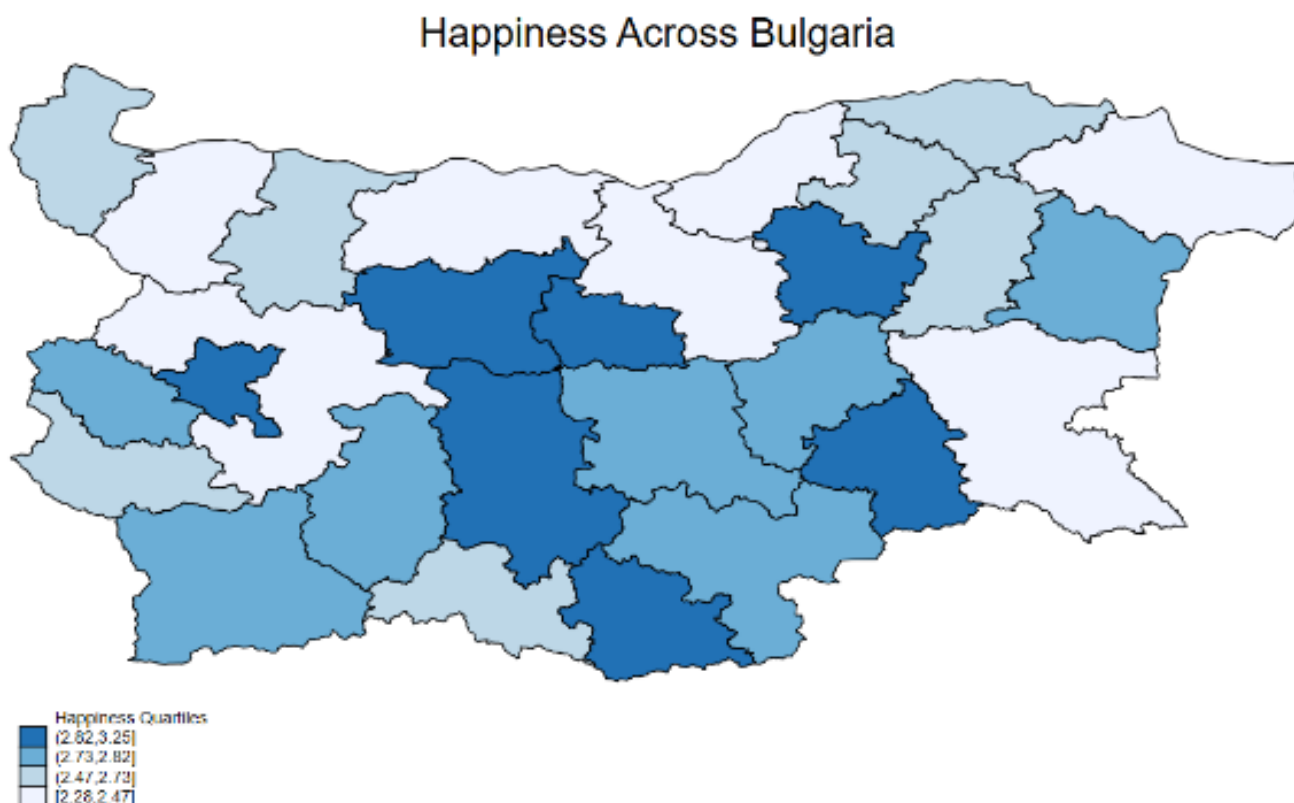 Happiness Across Bulgaria
Happiness Quartiles
(2.82,3.25]
(2.73,2.82]
(2.47,2.73]
[2.28,2.47]